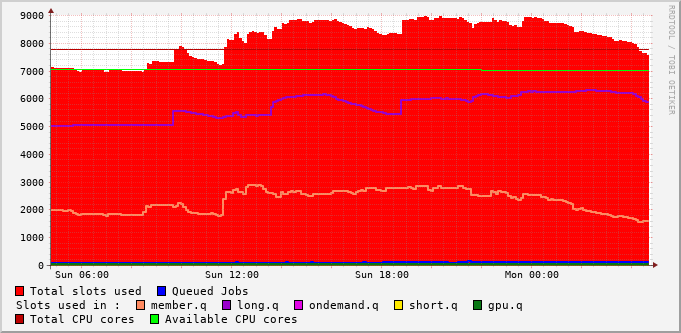 9000
8000
7000
6000
5000
4000
3000
2000
1000
0
Sun 06:00 Sun 12:00 Sun 18:00 Mon 00:00
RRDTOOL / TOBI OETIKER
Total slots used Queued Jobs
Slots used in : member.q long.q ondemand.q short.q gpu.q
Total CPU cores Available CPU cores